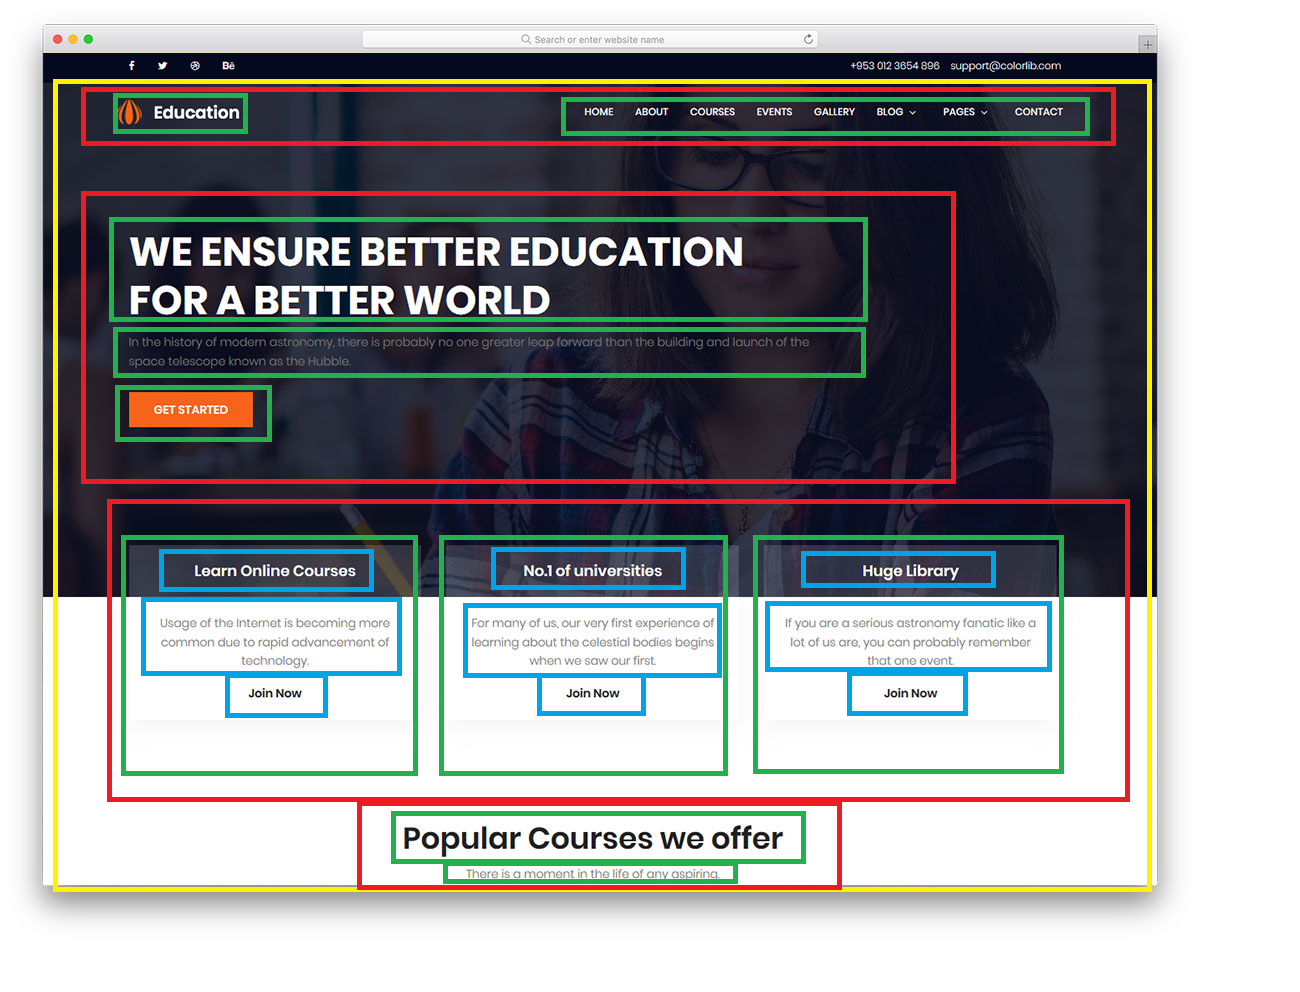 Search or enter website name
Bē
+953 012 3654 896 support@colorlib.com
Education
HOME ABOUT COURSES EVENTS GALLERY BLOG PAGES CONTACT
WE ENSURE BETTER EDUCATION
FOR A BETTER WORLD
In the history of modern astronomy, there is probably no one greater leap forward than the building and launch of the
space telescope known as the Hubble.
GET STARTED
Learn Online Courses
Usage of the Internet is becoming more
common due to rapid advancement of
technology.
Join Now
No.1 of universities
For many of us, our very first experience of
learning about the celestial bodies begins
when we saw our first.
Join Now
Huge Library
If you are a serious astronomy fanatic like a
lot of us are, you can probably remember
that one event.
Join Now
Popular Courses we offer
There is a moment in the life of any aspiring.